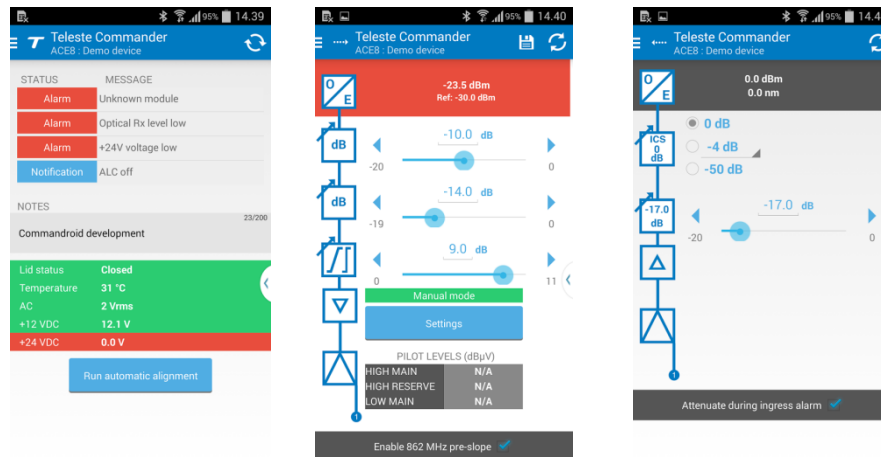 95% 14.39
Teleste Commander
ACE8 : Demo device
STATUS MESSAGE
Alarm Unknown module
Alarm Optical Rx level low
Alarm +24V voltage low
Notification ALC off
NOTES
23/200
Commandroid development
Lid status Closed
Temperature 31 °C
AC 2 Vrms
+12 VDC 12.1 V
+24 VDC 0.0 V
Run automatic alignment
95% 14.40
Teleste Commander
ACE8 : Demo device
O
E
-23.5 dBm
Ref: -30.0 dBm
dB
-10.0 dB
-20 0
dB
-14.0 dB
-19 0
9.0 dB
0 11
Manual mode
Settings
PILOT LEVELS (dBµV)
HIGH MAIN N/A
HIGH RESERVE N/A
LOW MAIN N/A
1
Enable 862 MHz pre-slope
95% 14.4
Teleste Commander
ACE8 : Demo device
O
E
0.0 dBm
0.0 nm
ICS
0
dB
0 dB
-4 dB
-50 dB
-17.0
dB
-17.0 dB
-20 0
1
Attenuate during ingress alarm